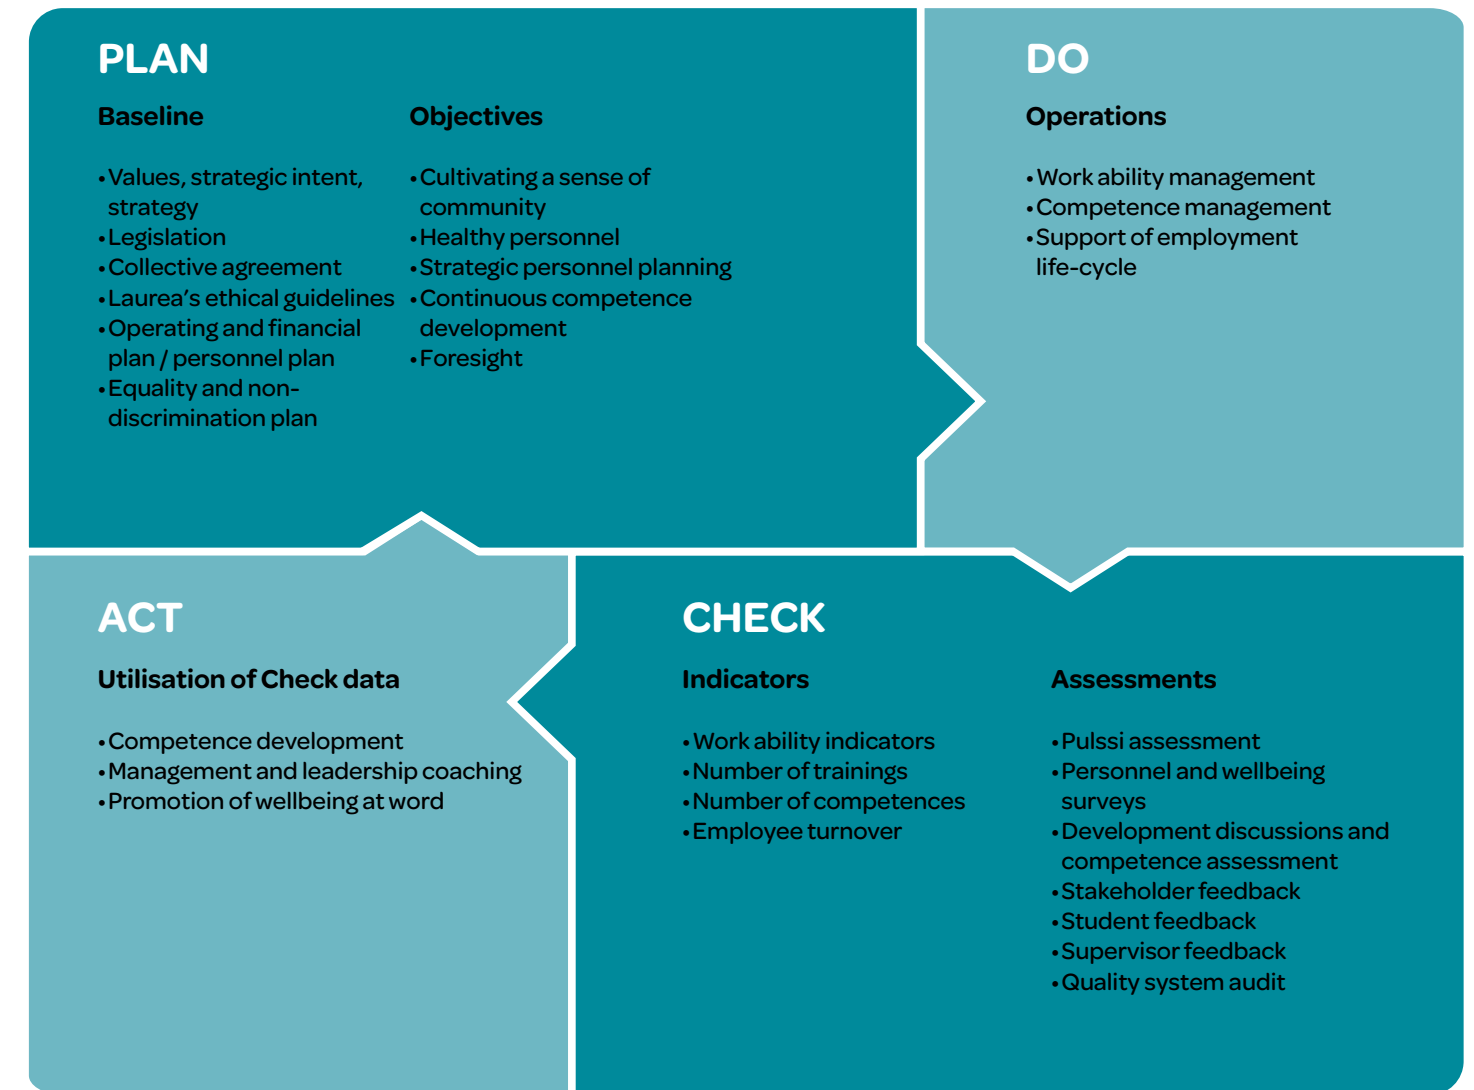 PLAN
Baseline
•Values, strategic intent,
strategy
•Legislation
•Collective agreement
•Laurea’s ethical guidelines
•Operating and financial
plan / personnel plan
•Equality and non-
discrimination plan
Objectives
•Cultivating a sense of
community
•Healthy personnel
•Strategic personnel planning
•Continuous competence
development
•Foresight
DO
Operations
•Work ability management
•Competence management
•Support of employment
life-cycle
ACT
Utilisation of Check data
•Competence development
•Management and leadership coaching
•Promotion of wellbeing at word
CHECK
Indicators
•Work ability indicators
•Number of trainings
•Number of competences
•Employee turnover
Assessments
•Pulssi assessment
•Personnel and wellbeing
surveys
•Development discussions and
competence assessment
•Stakeholder feedback
•Student feedback
•Supervisor feedback
•Quality system audit